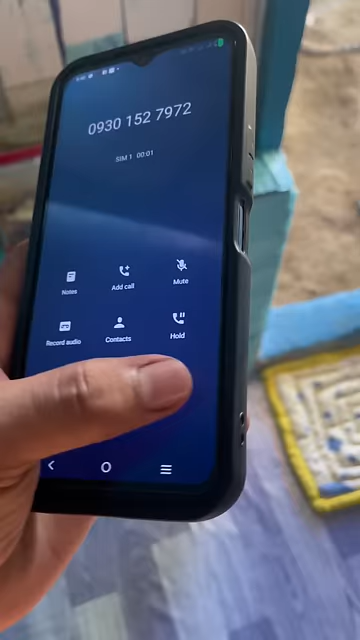 0930 152 7972
SIM 1 00:01
Notes
Add call
Mute
Record audio
Contacts
Hold